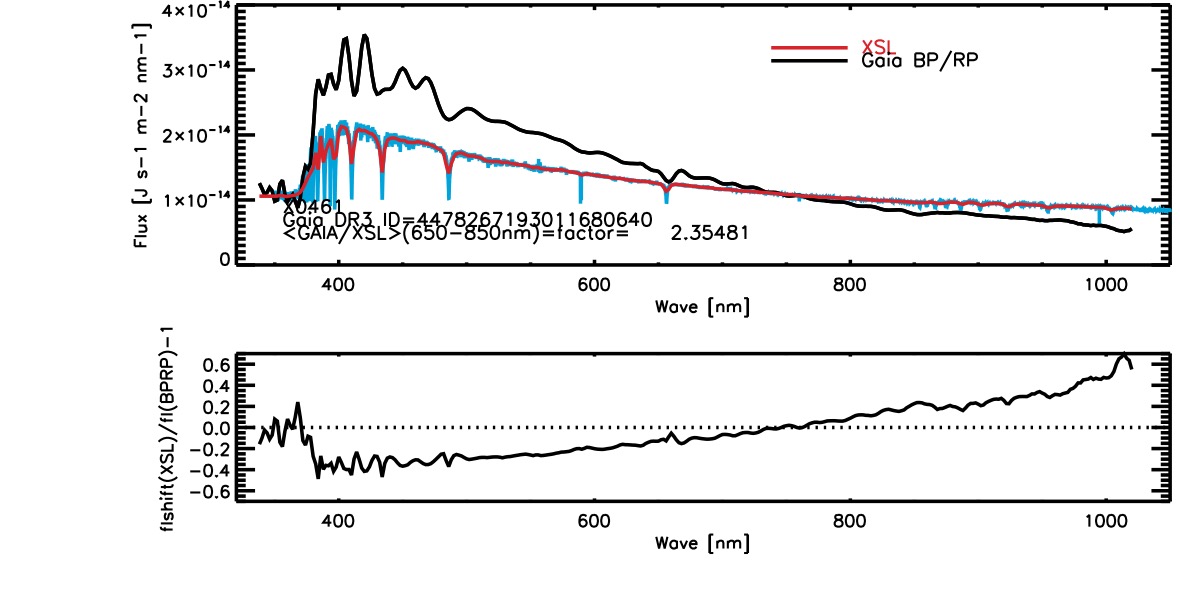 4×10−14
3×10−14
2×10−14
1×10−14
0
Flux [J s−1 m−2 nm−1]
XSL
Gaia BP/RP
X0461
Gaia DR3 ID=4478267193011680640
<GAIA/XSL>(650−850nm)=factor= 2.35481
400 600 800 1000
Wave [nm]
0.6
0.4
0.2
0.0
−0.2
−0.4
−0.6
flshift(XSL)/fl(BPRP)−1
400 600 800 1000
Wave [nm]